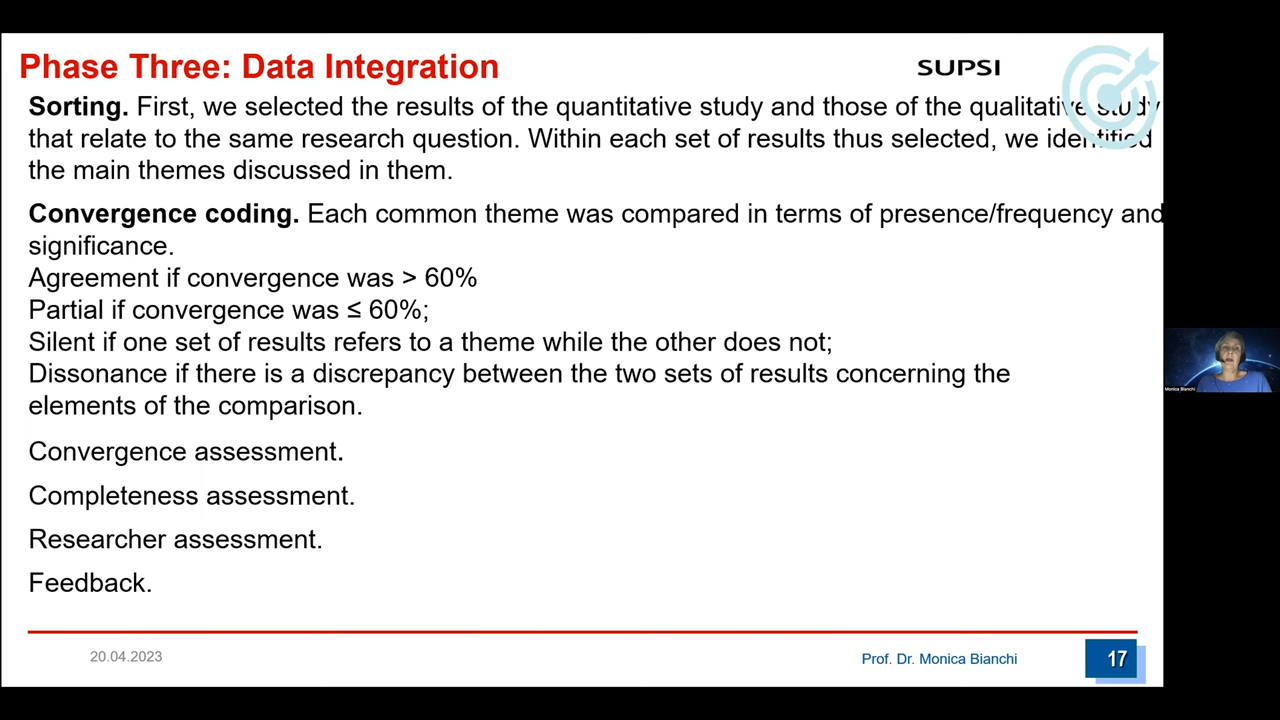 Phase Three: Data Integration
SUPSI
Sorting. First, we selected the results of the quantitative study and those of the qualitative study
that relate to the same research question. Within each set of results thus selected, we identified
the main themes discussed in them.
Convergence coding. Each common theme was compared in terms of presence/frequency and
significance.
Agreement if convergence was > 60%
Partial if convergence was ≤ 60%;
Silent if one set of results refers to a theme while the other does not;
Dissonance if there is a discrepancy between the two sets of results concerning the
elements of the comparison.
Convergence assessment.
Completeness assessment.
Researcher assessment.
Feedback.
20.04.2023
Prof. Dr. Monica Bianchi
17
Monica Bianchi